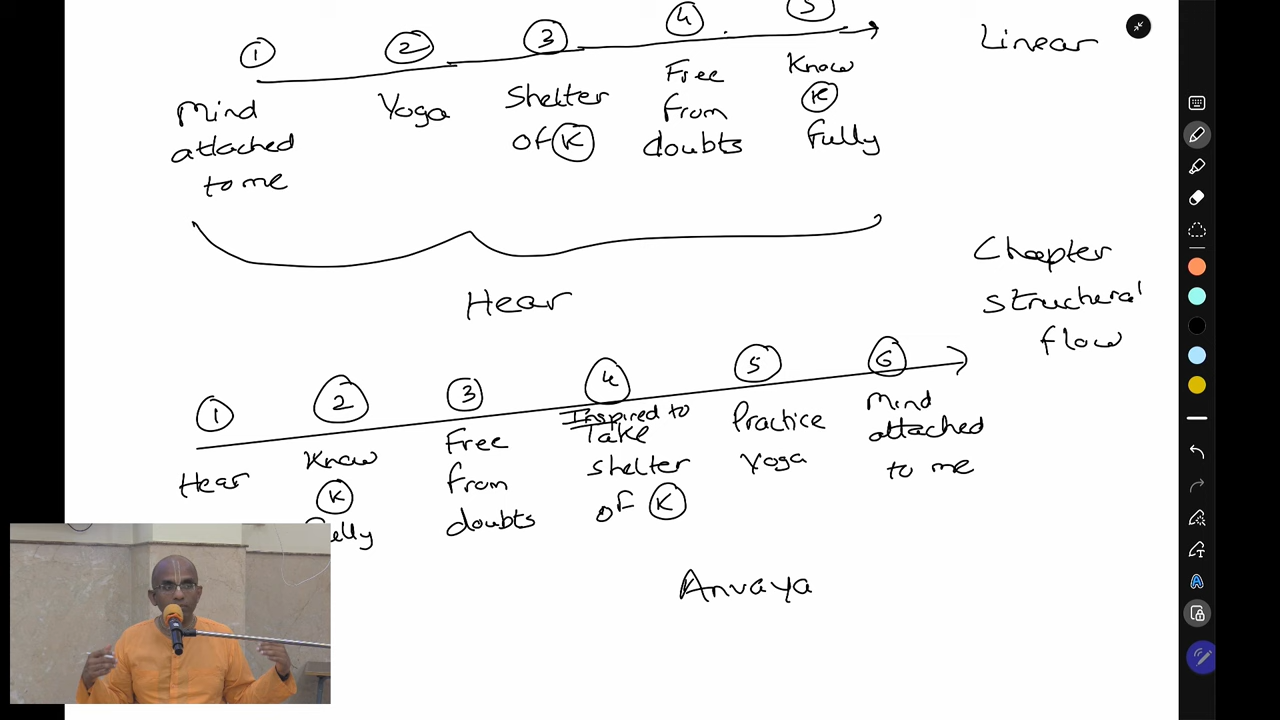 ① ② ③ ④ 5
Linear
Mind
attached
to me
Yoga
Shelter
of Ⓚ
Free
from
doubts
Know
Ⓚ
fully
Hear
Chapter
structural
flow
① ② ③ ④ ⑤ ⑥
Hear
Know
Ⓚ
Free
from
doubts
Inspired to
Take
shelter
of Ⓚ
Practice
Yoga
Mind
attached
to me
Anvaya